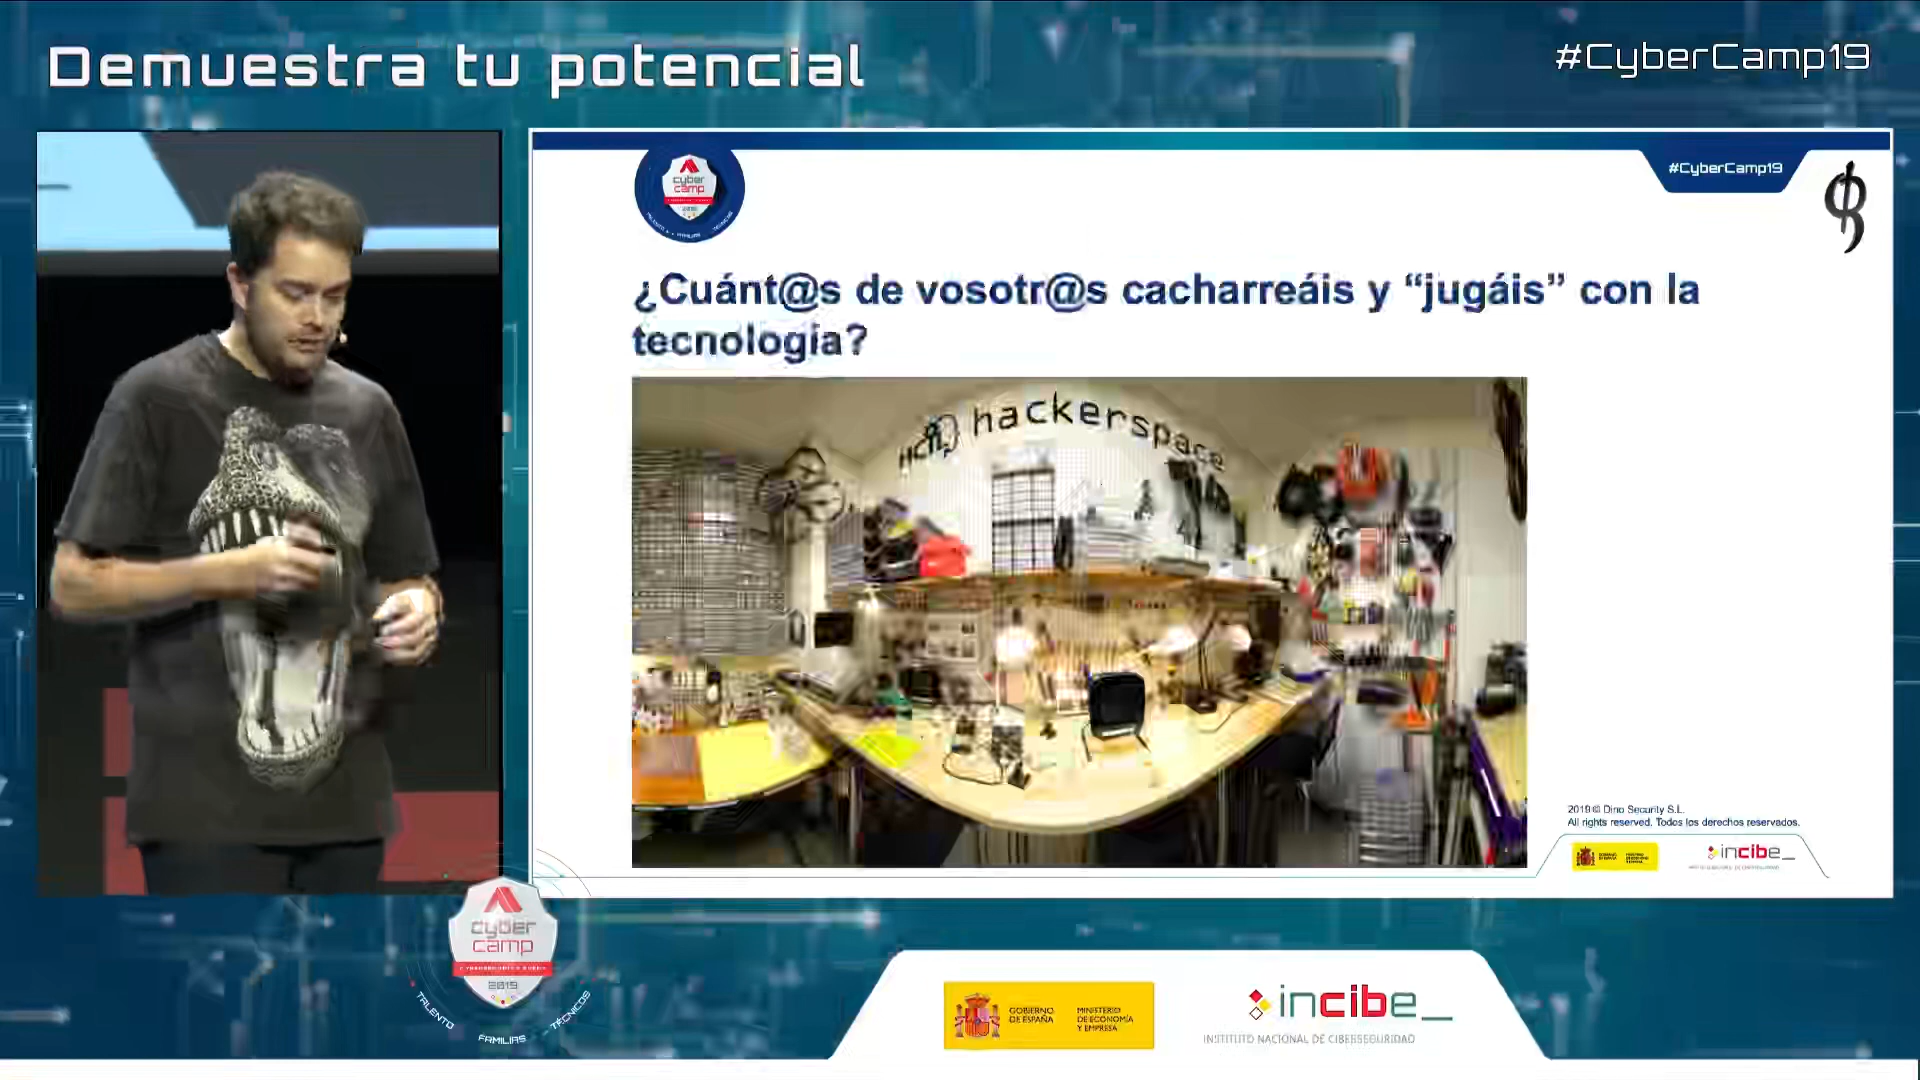 Demuestra tu potencial
#CyberCamp19
#CyberCamp19
cyber
camp
¿Cuánt@s de vosotr@s cacharreáis y “jugáis” con la
tecnología?
hackerspace
2019 © Dino Security S.L.
All rights reserved. Todos los derechos reservados.
incibe_
cyber
camp
2019
TALENTO
FAMILIAS
TÉCNICOS
GOBIERNO
DE ESPAÑA
MINISTERIO
DE ECONOMÍA
Y EMPRESA
incibe_
INSTITUTO NACIONAL DE CIBERSEGURIDAD